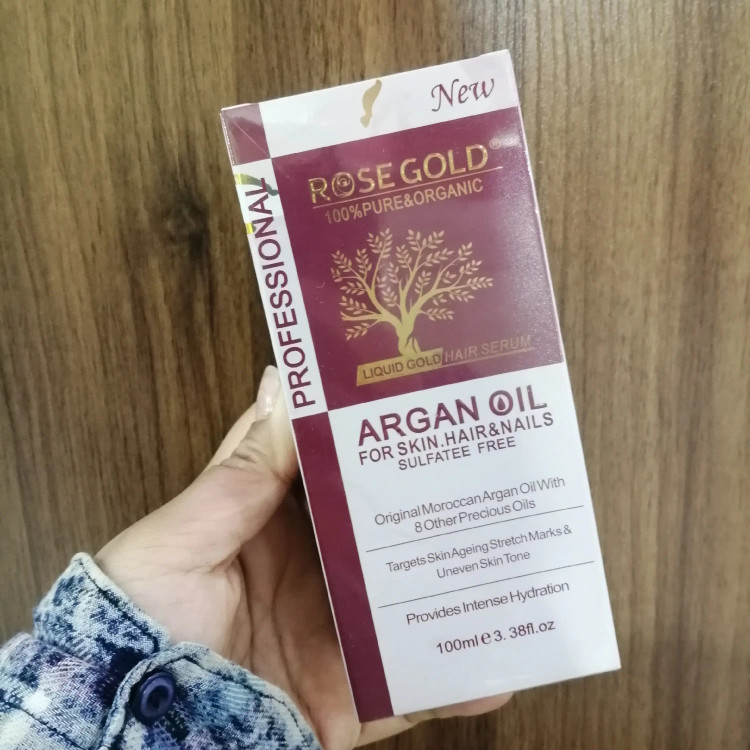 New
ROSE GOLD®
100%PURE&ORGANIC
PROFESSIONAL
LIQUID GOLD HAIR SERUM
ARGAN OIL
FOR SKIN.HAIR&NAILS
SULFATEE FREE
Original Moroccan Argan Oil With
8 Other Precious Oils
Targets Skin Ageing Stretch Marks &
Uneven Skin Tone
Provides Intense Hydration
100ml e 3. 38fl.oz